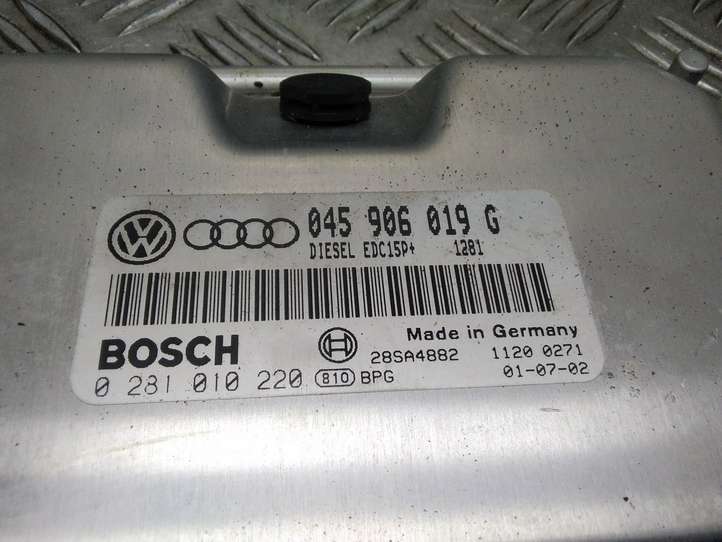 045 906 019 G
DIESEL EDC15P+ 1281
BOSCH
Made in Germany
28SA4882 1120 0271
0 281 010 220 810 BPG 01-07-02